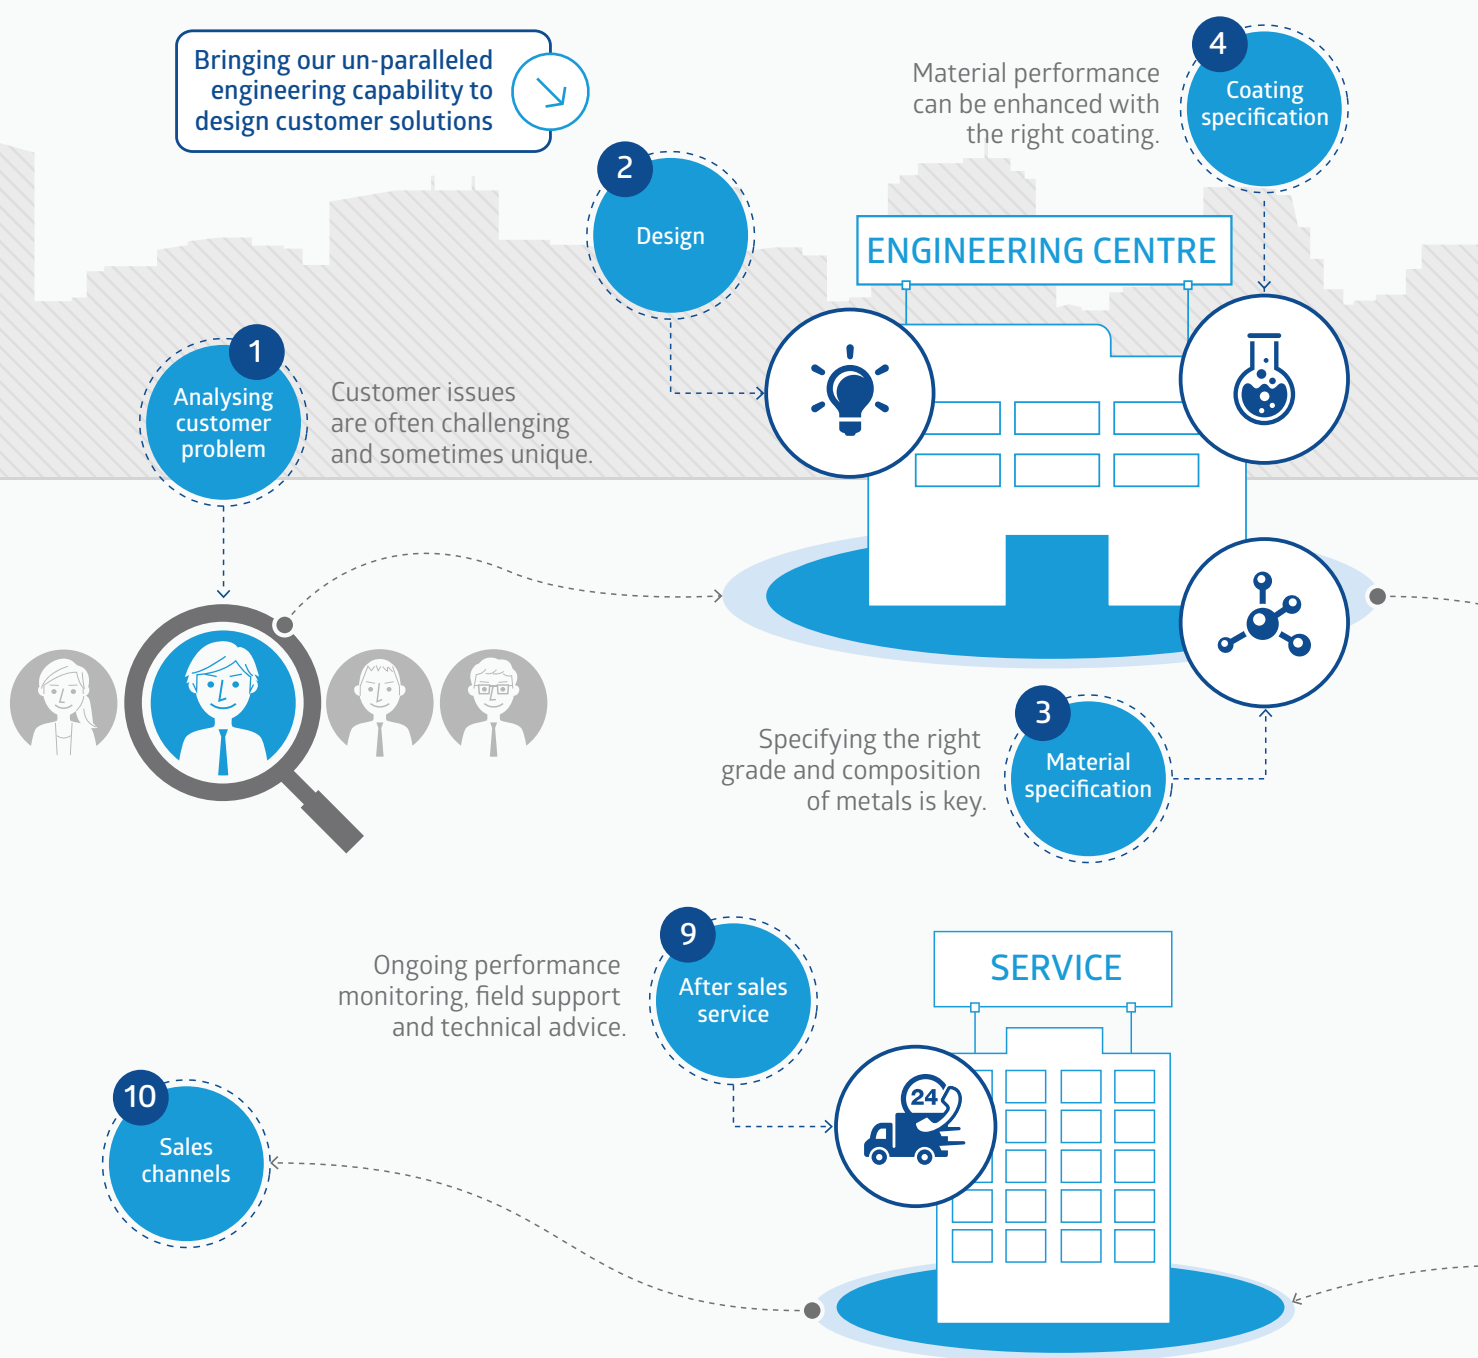 Bringing our un-paralleled
engineering capability to
design customer solutions
1
Analysing
customer
problem
Customer issues
are often challenging
and sometimes unique.
2
Design
ENGINEERING CENTRE
4
Coating
specification
Material performance
can be enhanced with
the right coating.
3
Material
specification
Specifying the right
grade and composition
of metals is key.
9
After sales
service
Ongoing performance
monitoring, field support
and technical advice.
SERVICE
24
10
Sales
channels